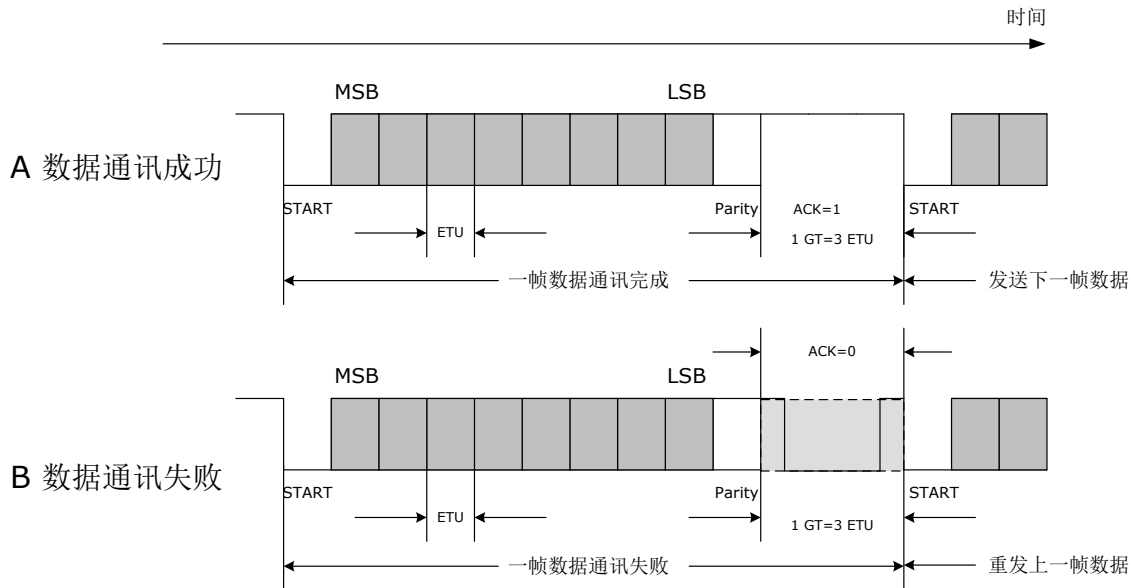 时间
MSB LSB
A 数据通讯成功
START Parity ACK=1 START
ETU 1 GT=3 ETU
一帧数据通讯完成 发送下一帧数据
ACK=0
MSB LSB
B 数据通讯失败
START Parity START
ETU 1 GT=3 ETU
一帧数据通讯失败 重发上一帧数据